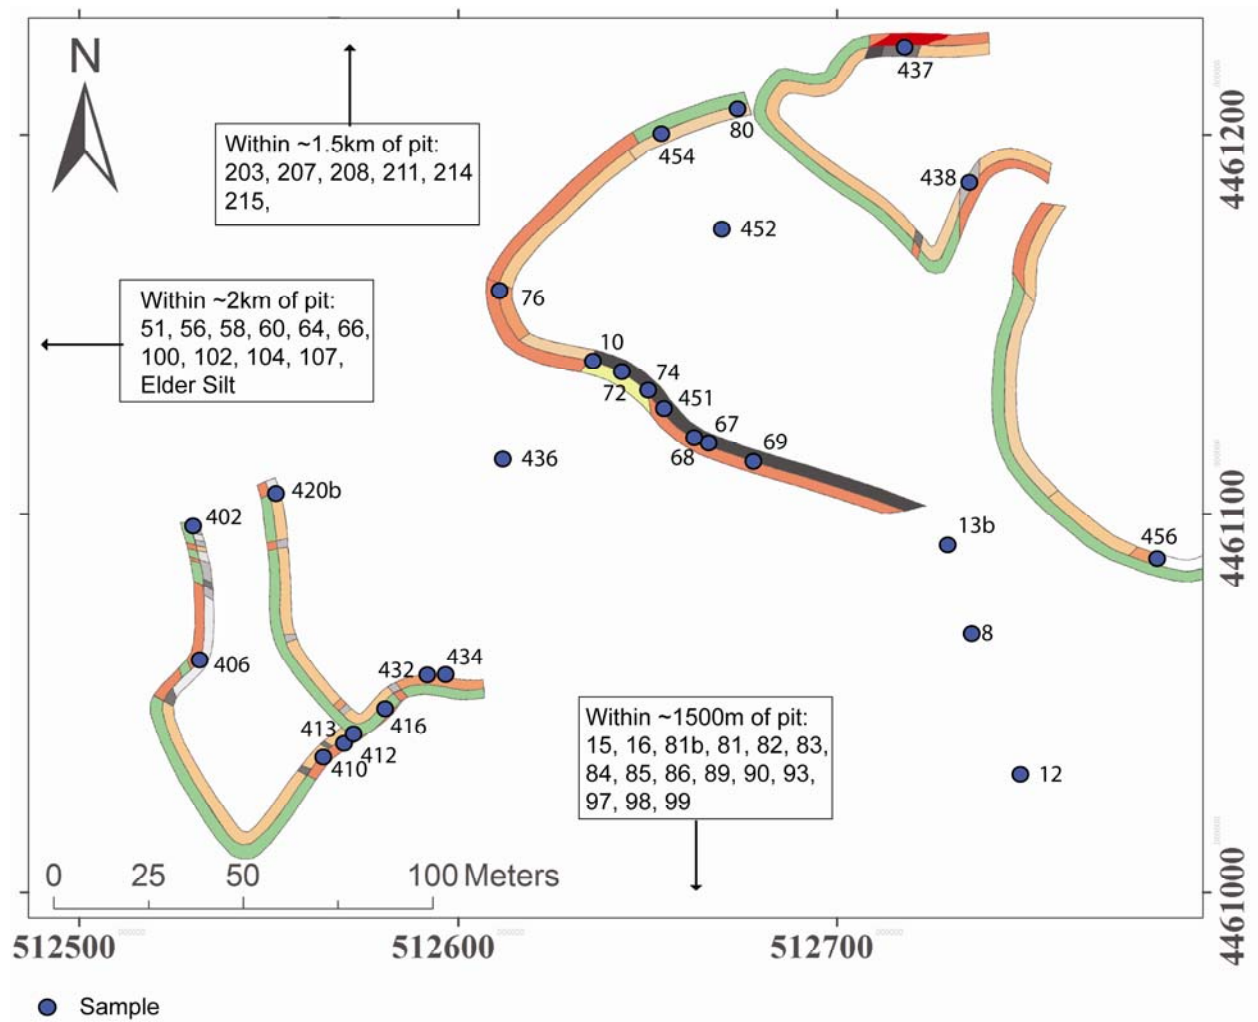 N
Within ~1.5km of pit:
203, 207, 208, 211, 214
215,
437
80
454
438
452
4461200
Within ~2km of pit:
51, 56, 58, 60, 64, 66,
100, 102, 104, 107,
Elder Silt
76
10
72
74
451
67
68
69
436
420b
402
13b
456
4461100
8
406
432
434
416
413
412
410
Within ~1500m of pit:
15, 16, 81b, 81, 82, 83,
84, 85, 86, 89, 90, 93,
97, 98, 99
12
0 25 50 100 Meters
4461000
512500 512600 512700
Sample